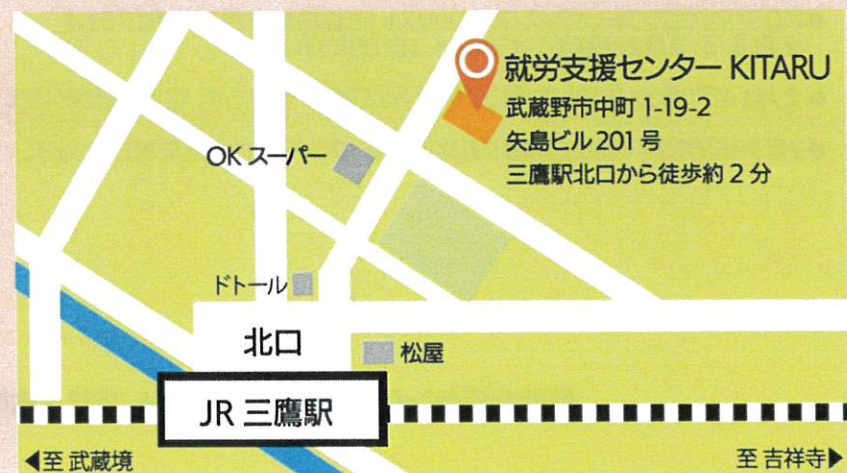 就労支援センター KITARU
武蔵野市中町 1-19-2
矢島ビル 201 号
三鷹駅北口から徒歩約 2 分
OK スーパー
ドトール
北口
松屋
JR 三鷹駅
◀至 武蔵境
至 吉祥寺▶